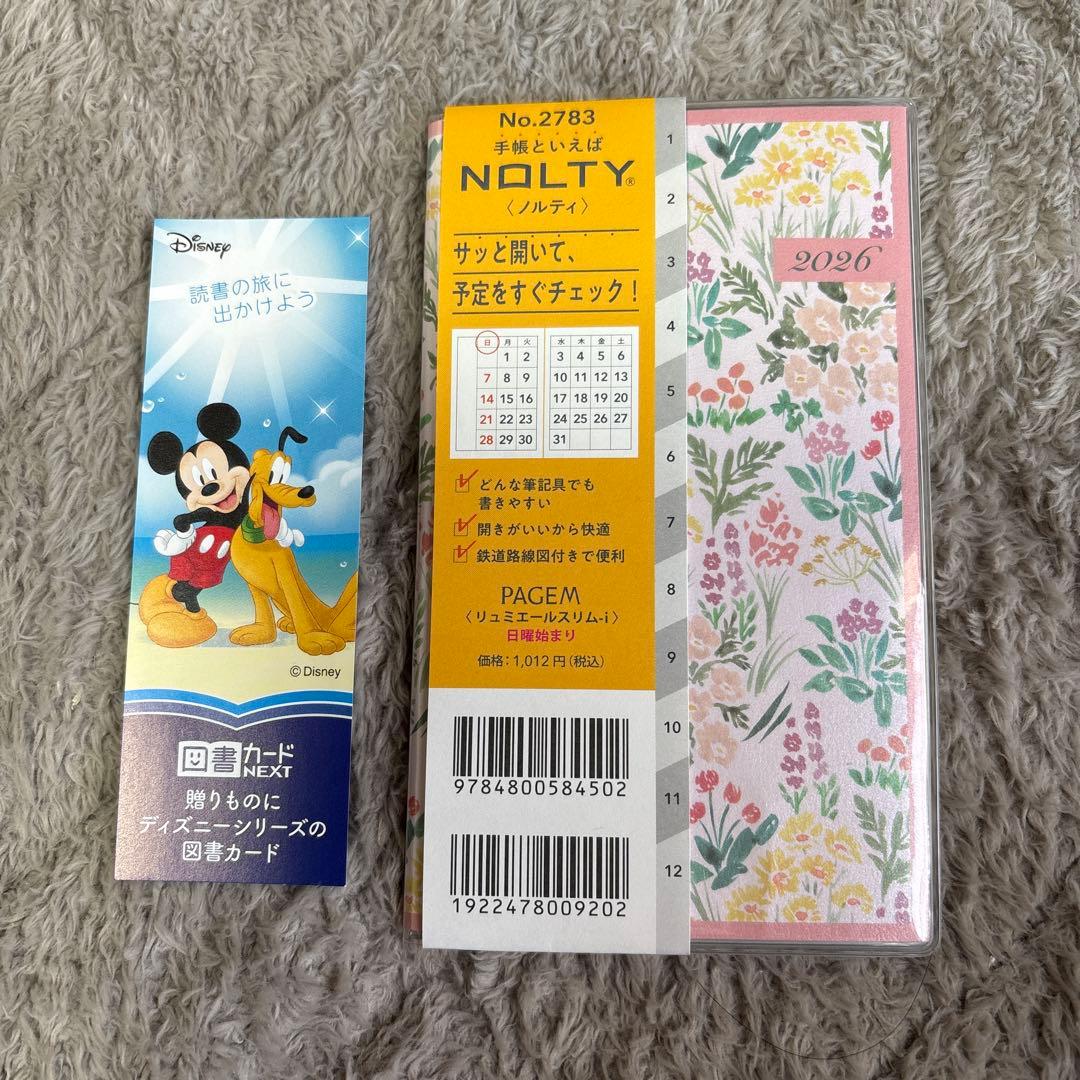 Disney
読書の旅に
出かけよう
©Disney
図書カード
NEXT
贈りものに
ディズニーシリーズの
図書カード
No.2783
手帳といえば
NOLTY®
〈ノルティ〉
サッと開いて、
予定をすぐチェック!
日 月 火 水 木 金 土
1 2 3 4 5 6
7 8 9 10 11 12 13
14 15 16 17 18 19 20
21 22 23 24 25 26 27
28 29 30 31
どんな筆記具でも
書きやすい
開きがいいから快適
鉄道路線図付きで便利
PAGEM
〈リュミエールスリム-i〉
日曜始まり
価格:1,012円(税込)
9784800584502
1922478009202
1
2
3
4
5
6
7
8
9
10
11
12
2026